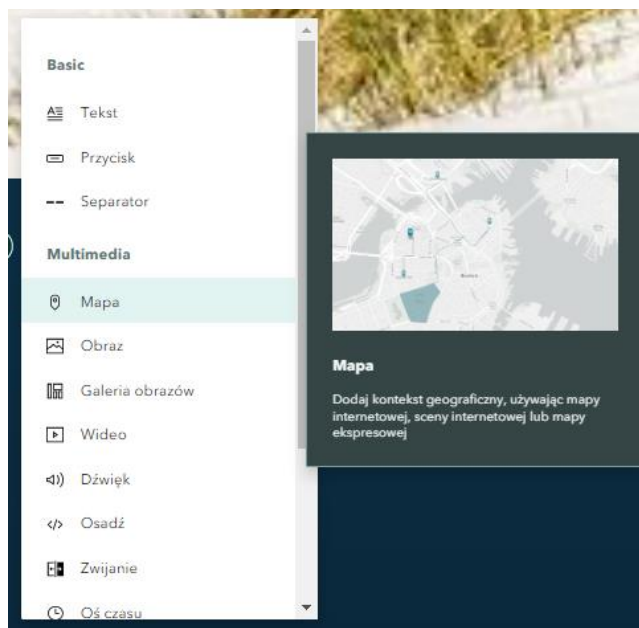 Basic
Tekst
Przycisk
Separator
Multimedia
Mapa
Obraz
Galeria obrazów
Wideo
Dźwięk
Osadź
Zwijanie
Oś czasu
Mapa
Dodaj kontekst geograficzny, używając mapy
internetowej, sceny internetowej lub mapy
ekspresowej